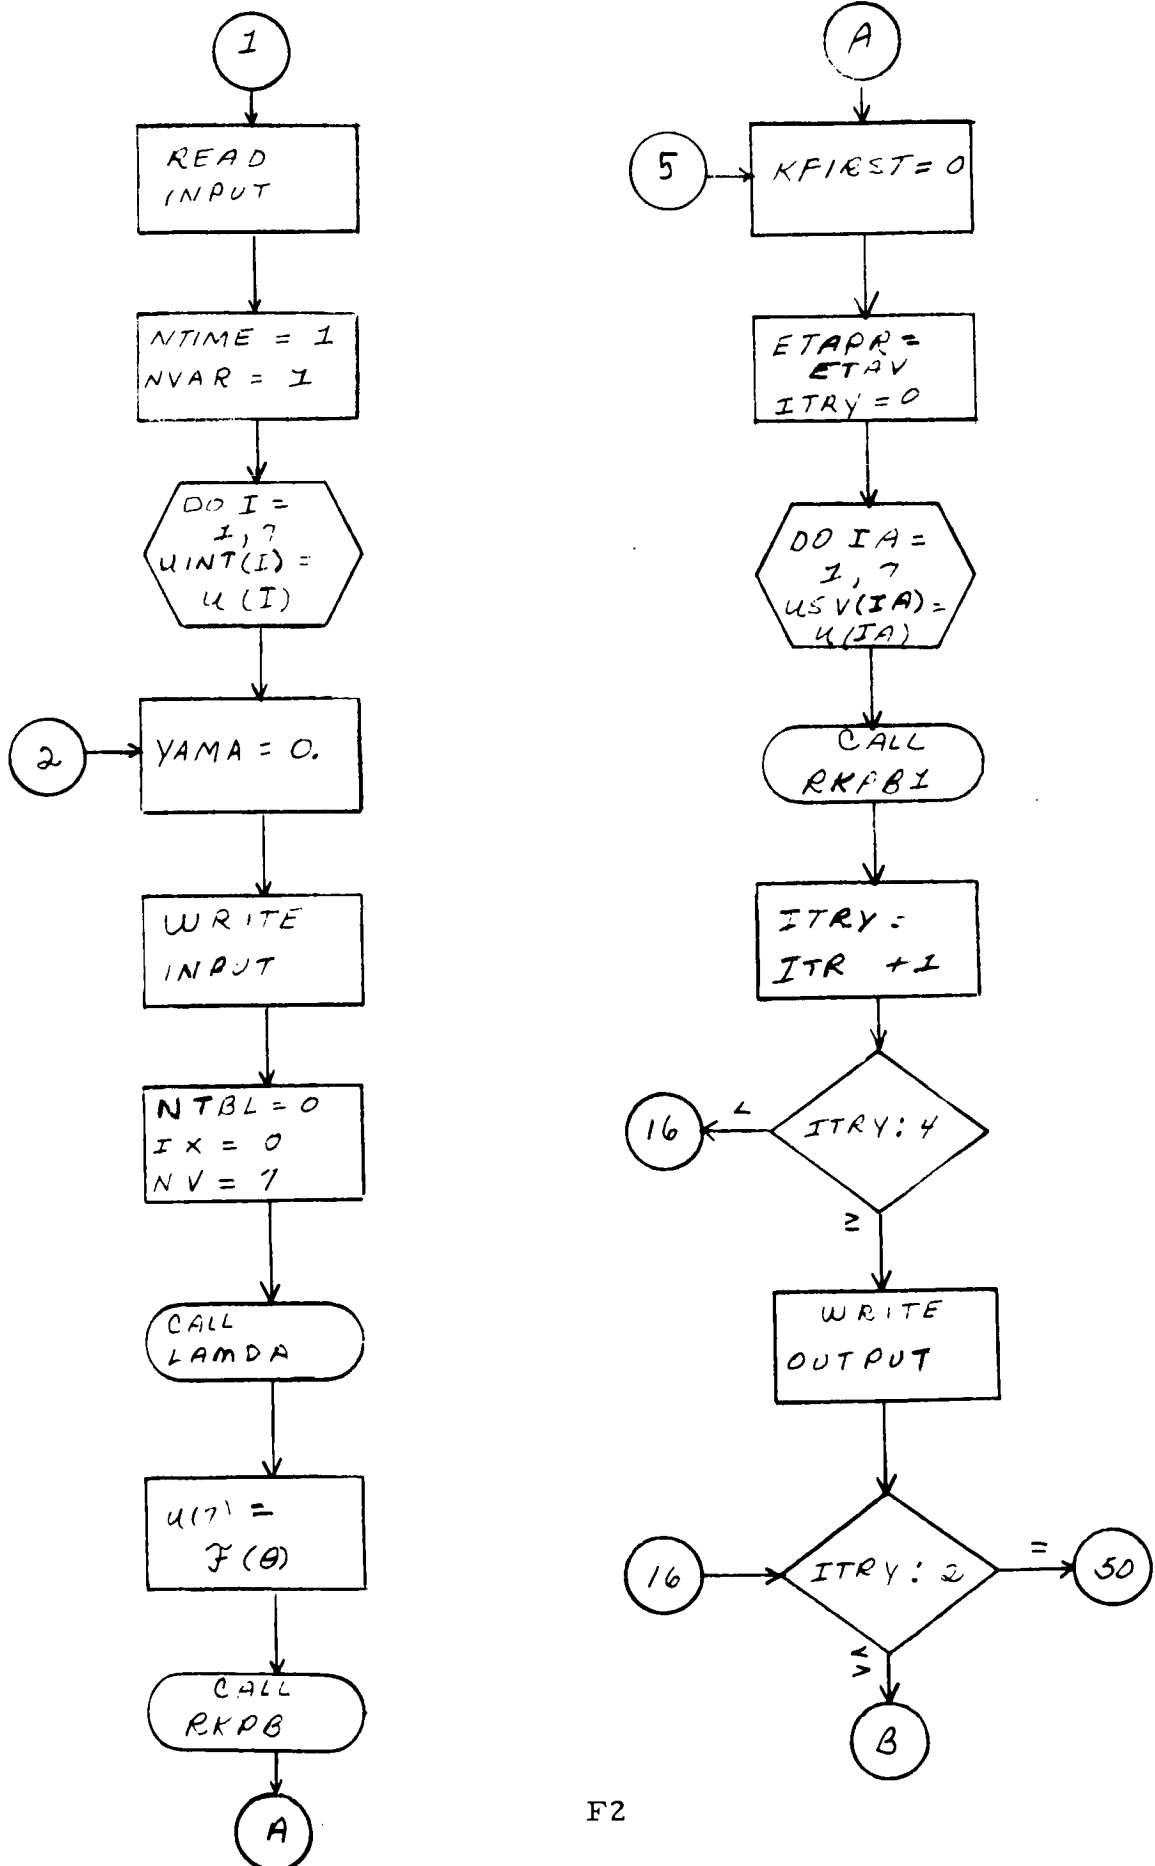 1
READ
INPUT
NTIME = 1
NVAR = 1
DO I =
1, 7
UINT(I) =
U (I)
2
YAMA = 0.
WRITE
INPUT
NTBL = 0
IX = 0
NV = 7
CALL
LAMDA
U(7) =
F(θ)
CALL
RKPB
A
A
5
KFIRST = 0
ETAPR =
ETAV
ITRY = 0
DO IA =
1, 7
USV(IA) =
U(IA)
CALL
RKPB1
ITRY =
ITR +1
ITRY : 4
<
16
≥
WRITE
OUTPUT
16
ITRY : 2
=
50
<
>
B
F2